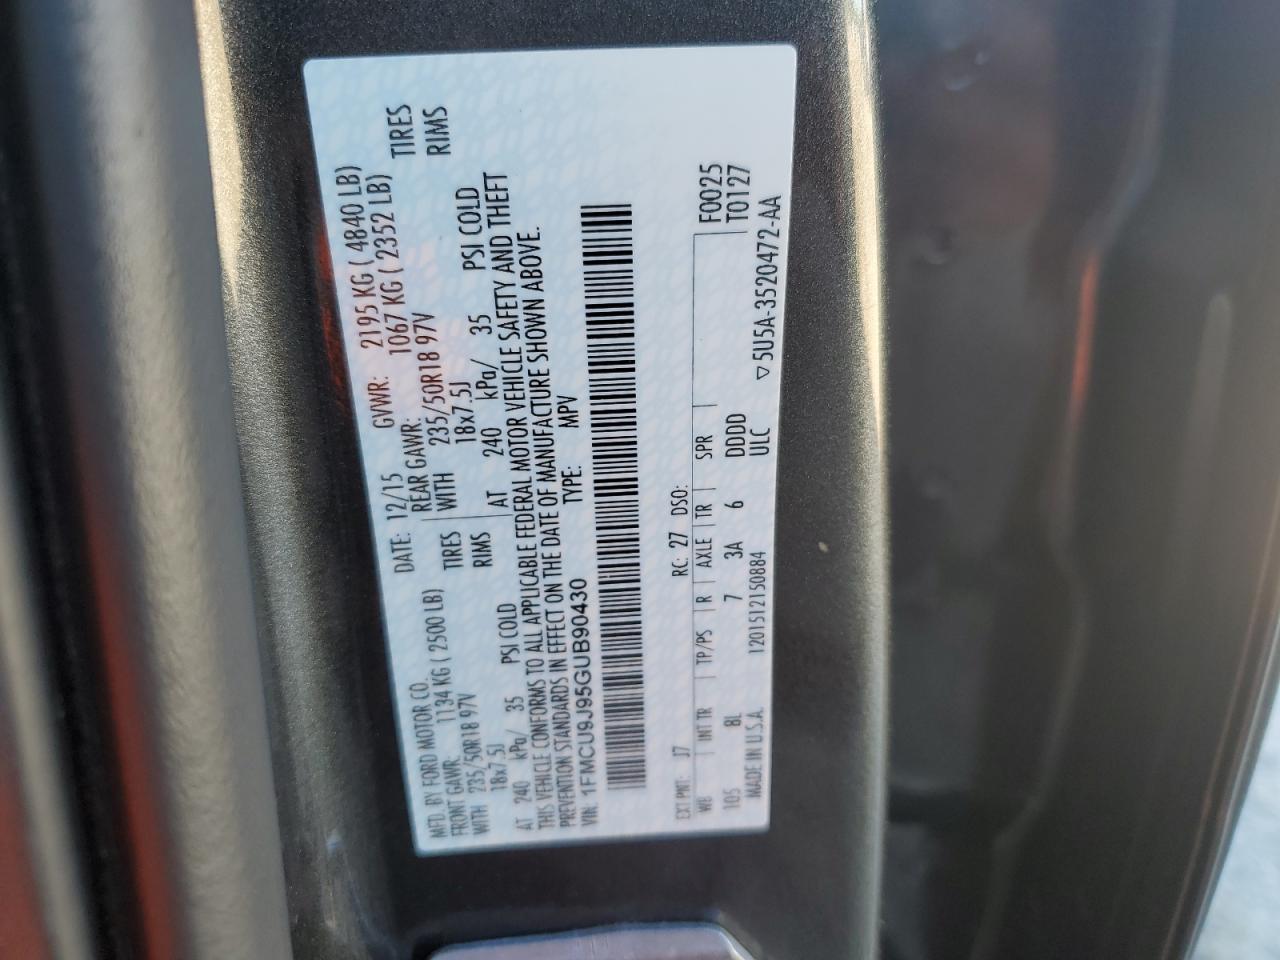 MFD. BY FORD MOTOR CO. DATE: 12/15 GVWR: 2195 KG ( 4840 LB)
FRONT GAWR: 1134 KG ( 2500 LB) REAR GAWR: 1067 KG ( 2352 LB)
WITH 235/50R18 97V TIRES WITH 235/50R18 97V TIRES
18x7.5J RIMS 18x7.5J RIMS
AT 240 kPa/ 35 PSI COLD AT 240 kPa/ 35 PSI COLD
THIS VEHICLE CONFORMS TO ALL APPLICABLE FEDERAL MOTOR VEHICLE SAFETY AND THEFT
PREVENTION STANDARDS IN EFFECT ON THE DATE OF MANUFACTURE SHOWN ABOVE.
VIN: 1FMCU9J95GUB90430 TYPE: MPV
EXT PNT: J7 RC: 27 DSO: F0025
WB INT TR TP/PS R AXLE TR SPR T0127
105 BL 7 3A 6 DDDD
MADE IN U.S.A. 12015121508​84 ULC ▽5U5A-3520472-AA